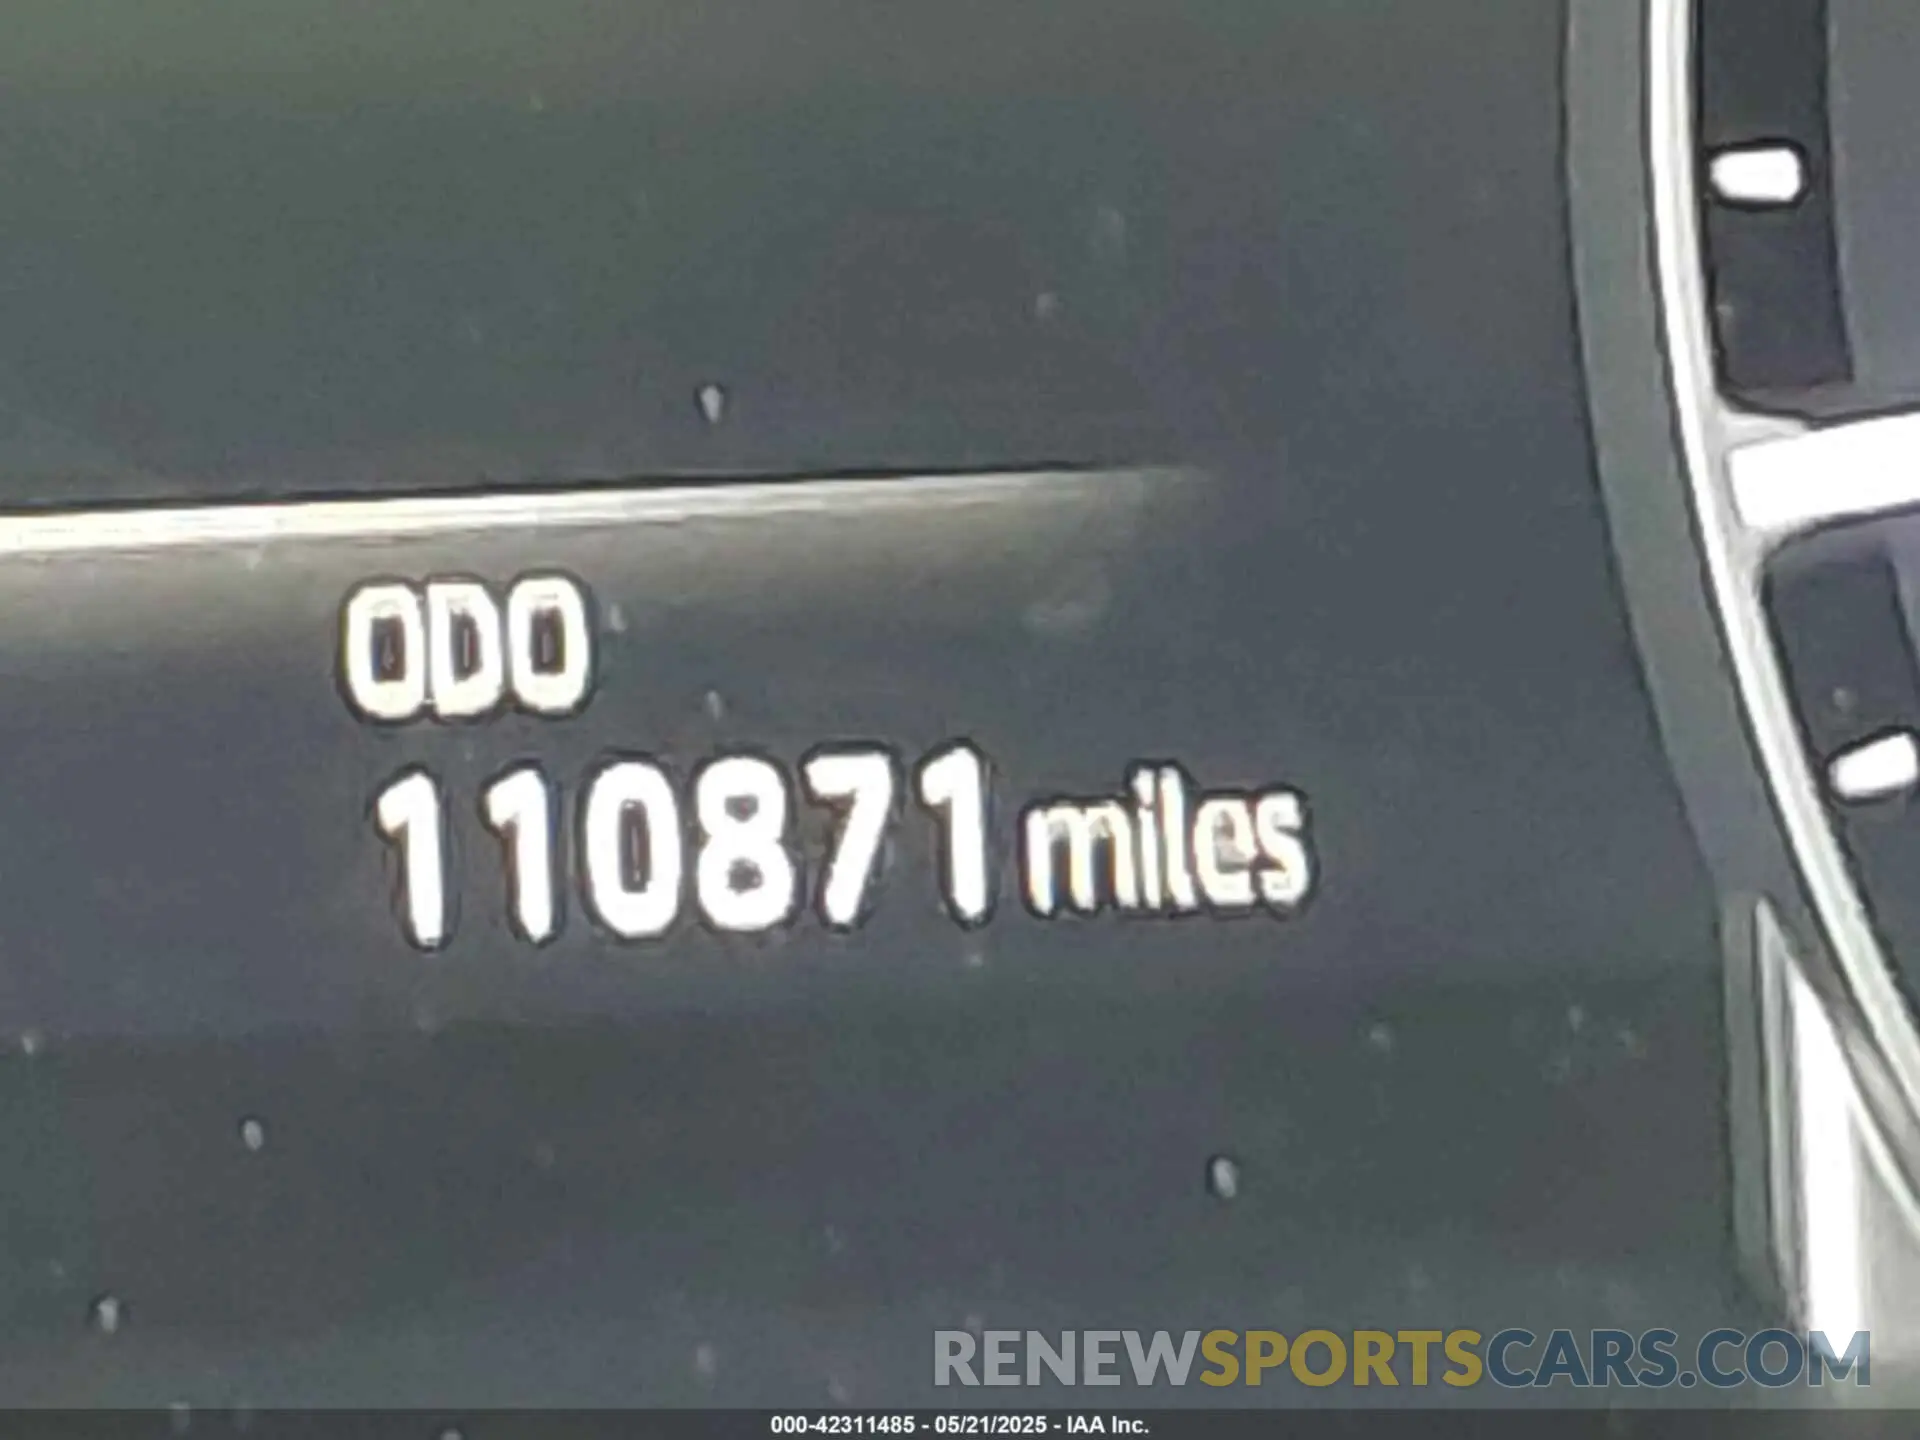 ODO
110871 miles
RENEWSPORTSCARS.COM
000-42311485 - 05/21/2025 - IAA Inc.